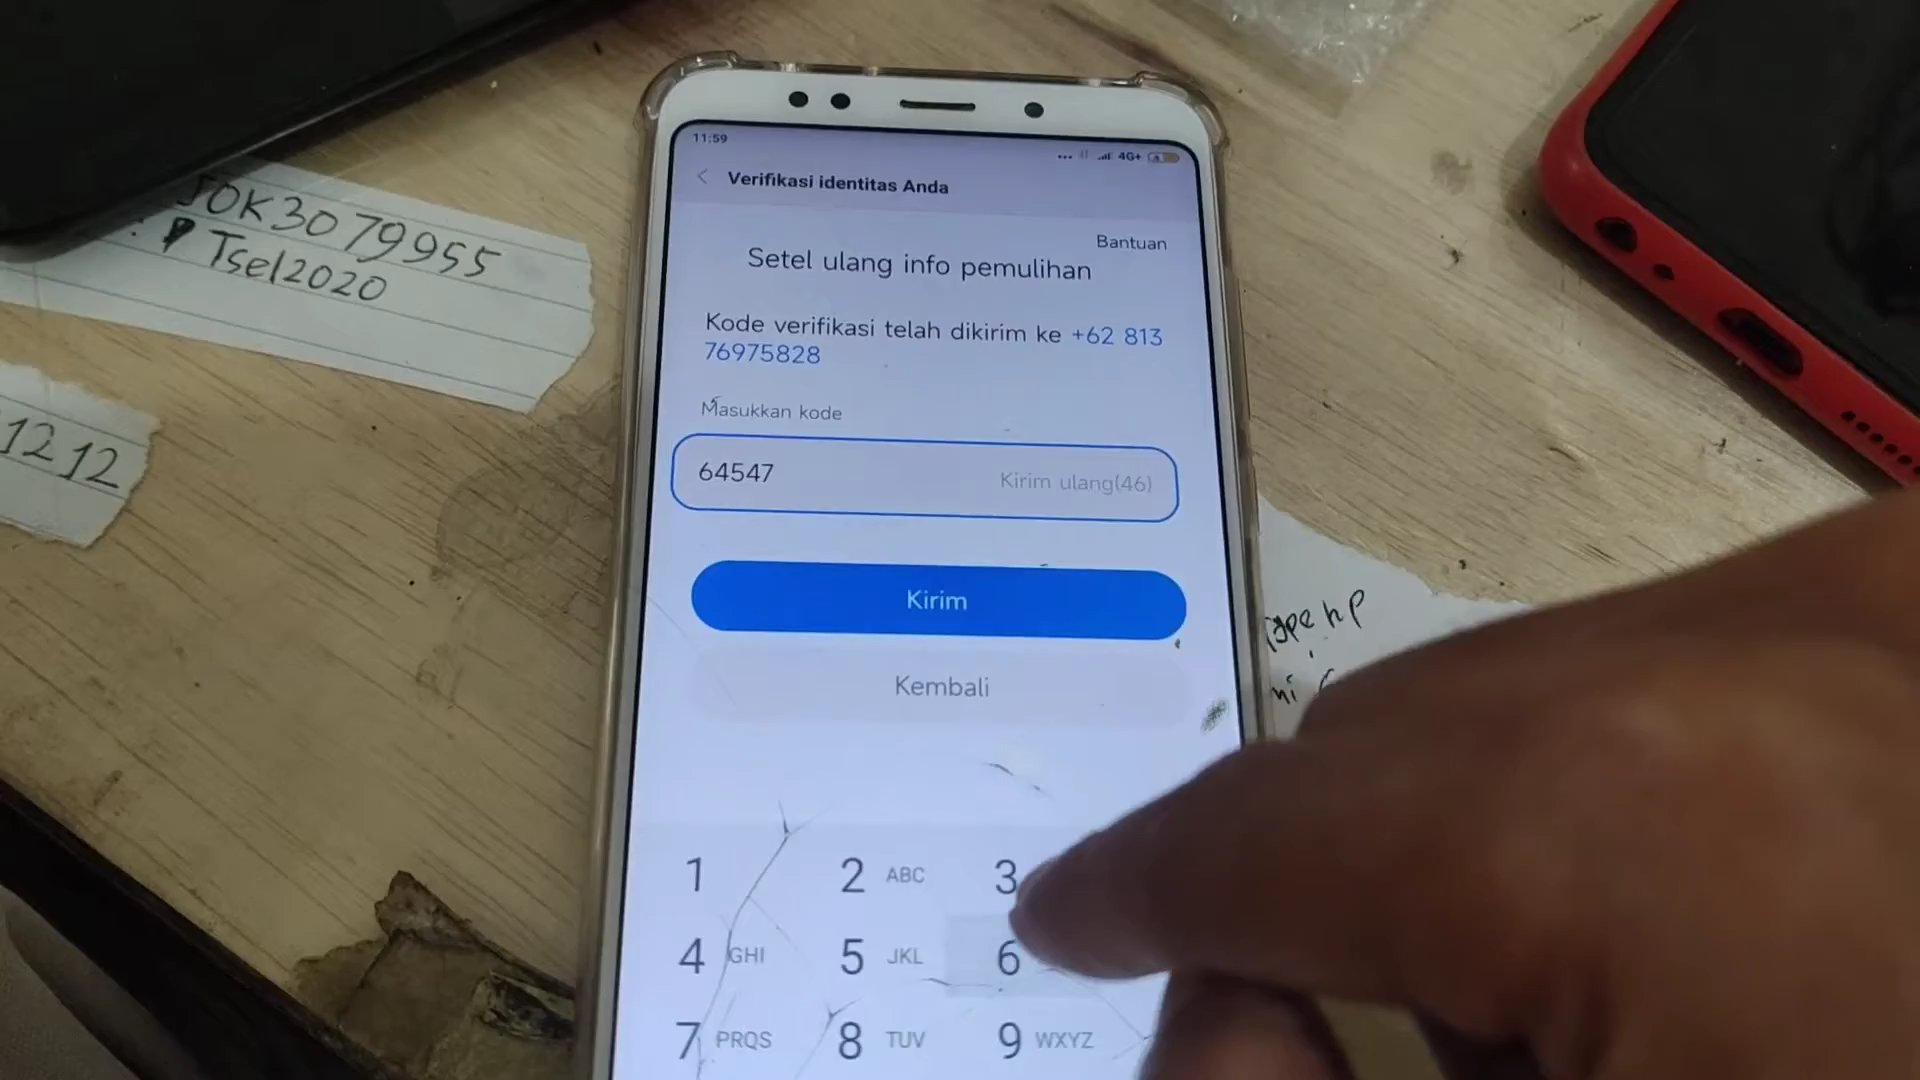 JOK3079955
: P Tsel2020
1212
11:59
4G+
Verifikasi identitas Anda
Bantuan
Setel ulang info pemulihan
Kode verifikasi telah dikirim ke +62 813
76975828
Masukkan kode
64547
Kirim ulang(46)
Kirim
Kembali
1
2 ABC
3
4 GHI
5 JKL
6
7 PRQS
8 TUV
9 WXYZ